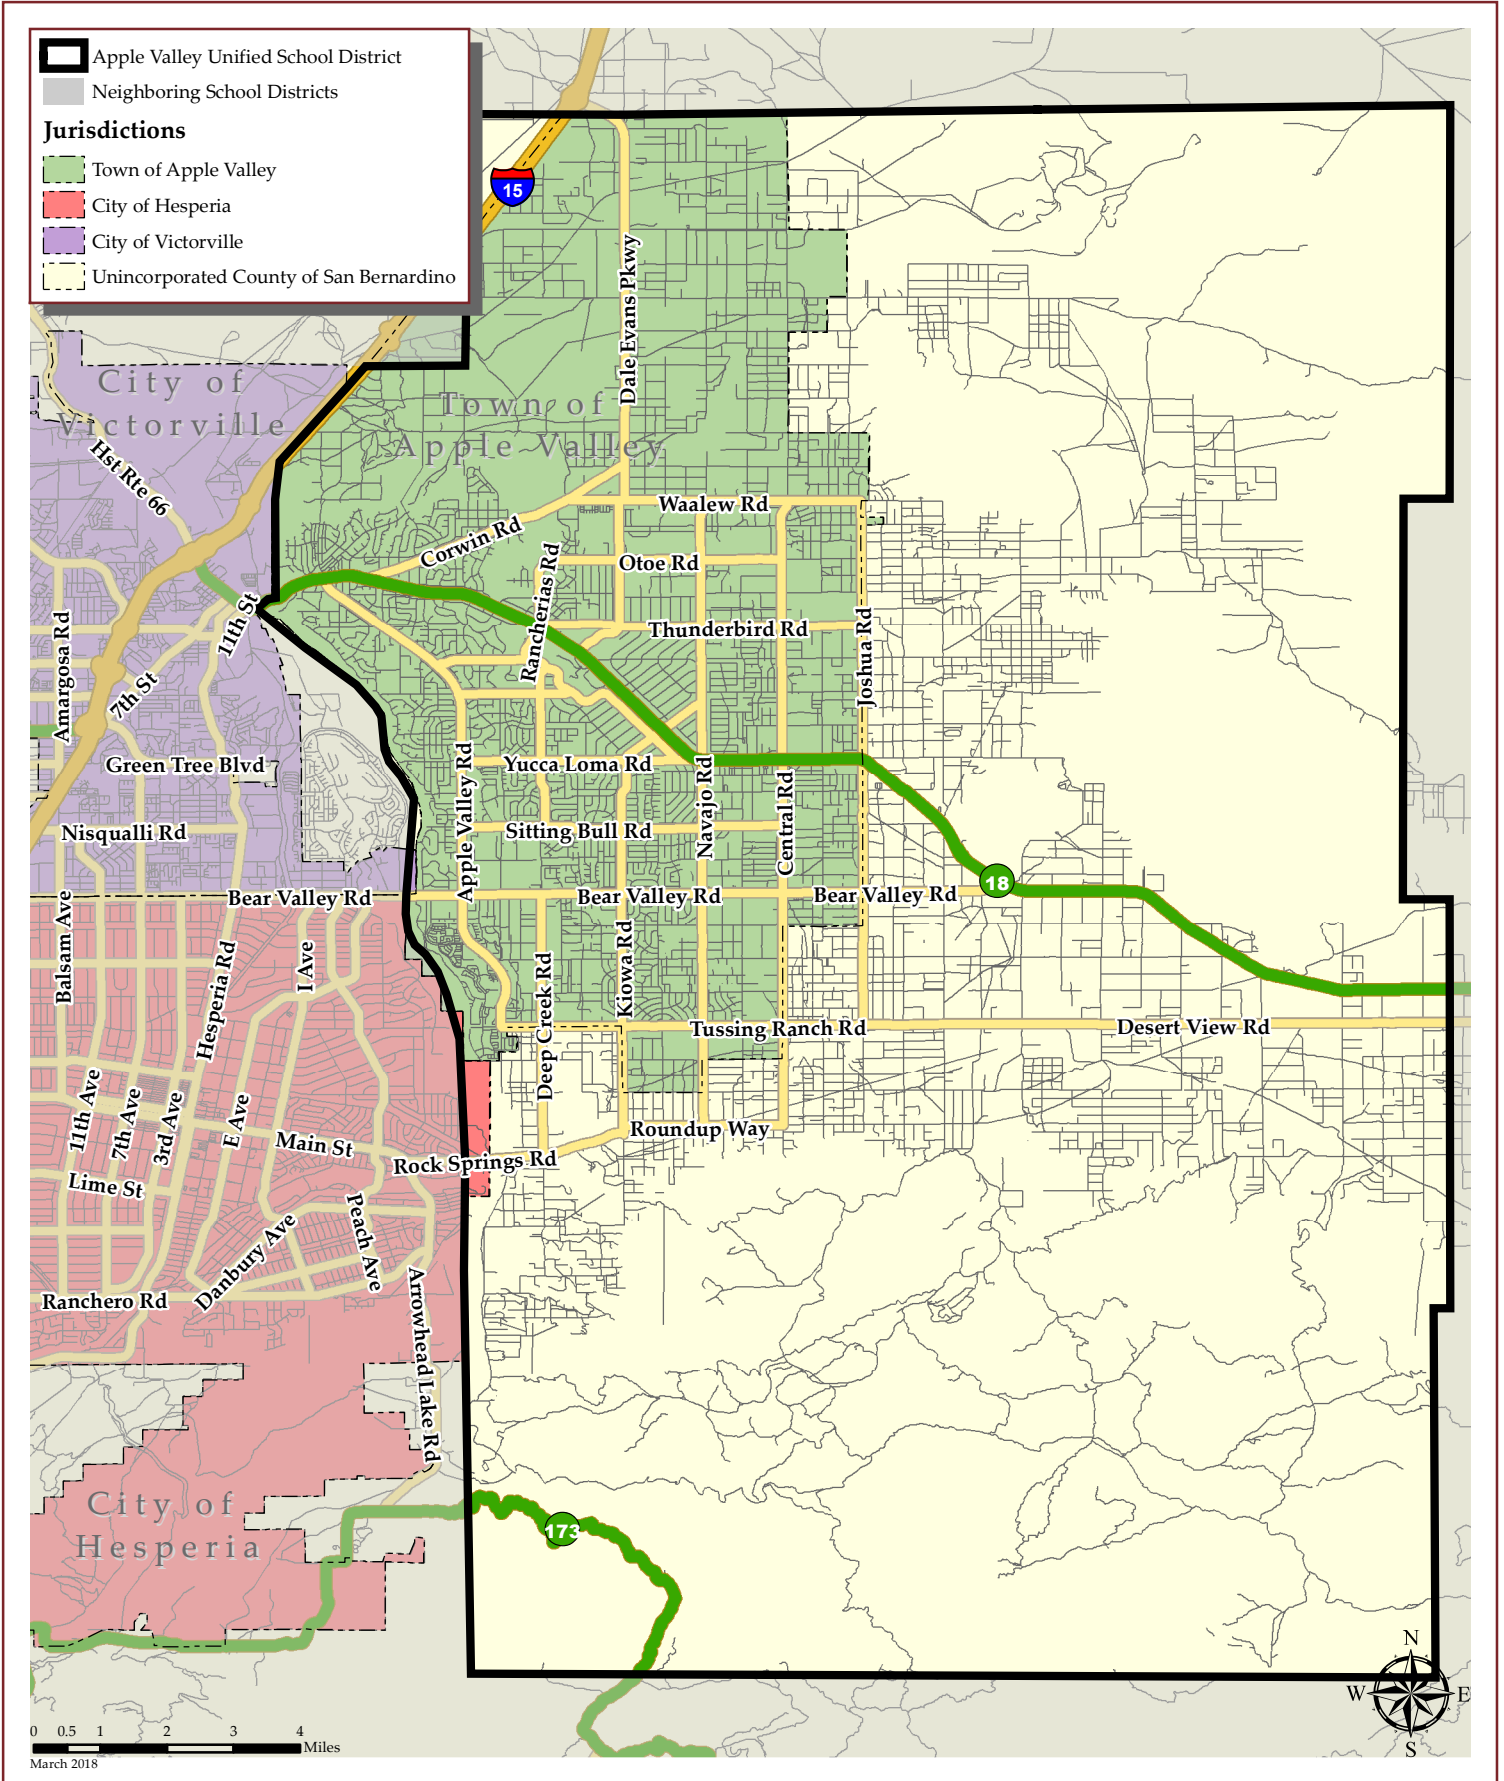 Apple Valley Unified School District
Neighboring School Districts
Jurisdictions
Town of Apple Valley
City of Hesperia
City of Victorville
Unincorporated County of San Bernardino
15
Dale Evans Pkwy
City of
Victorville
Town of
Apple Valley
Hst Rte 66
Waalew Rd
Corwin Rd
Otoe Rd
Rancherias Rd
11th St
Thunderbird Rd
Joshua Rd
Amargosa Rd
7th St
Green Tree Blvd
Yucca Loma Rd
Apple Valley Rd
Navajo Rd
Central Rd
Nisqualli Rd
Sitting Bull Rd
18
Bear Valley Rd
Bear Valley Rd
Bear Valley Rd
Balsam Ave
Hesperia Rd
I Ave
Kiowa Rd
Deep Creek Rd
Tussing Ranch Rd
Desert View Rd
11th Ave
7th Ave
3rd Ave
E Ave
Main St
Roundup Way
Rock Springs Rd
Lime St
Peach Ave
Danbury Ave
Ranchero Rd
Arrowhead Lake Rd
City of
Hesperia
173
N
W
E
S
0 0.5 1 2 3 4
Miles
March 2018